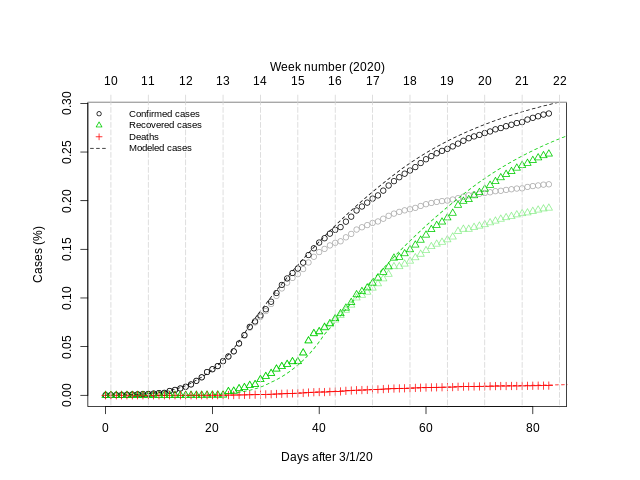 Week number (2020)
10 11 12 13 14 15 16 17 18 19 20 21 22
Confirmed cases
Recovered cases
Deaths
Modeled cases
Cases (%)
0.30
0.25
0.20
0.15
0.10
0.05
0.00
0 20 40 60 80
Days after 3/1/20